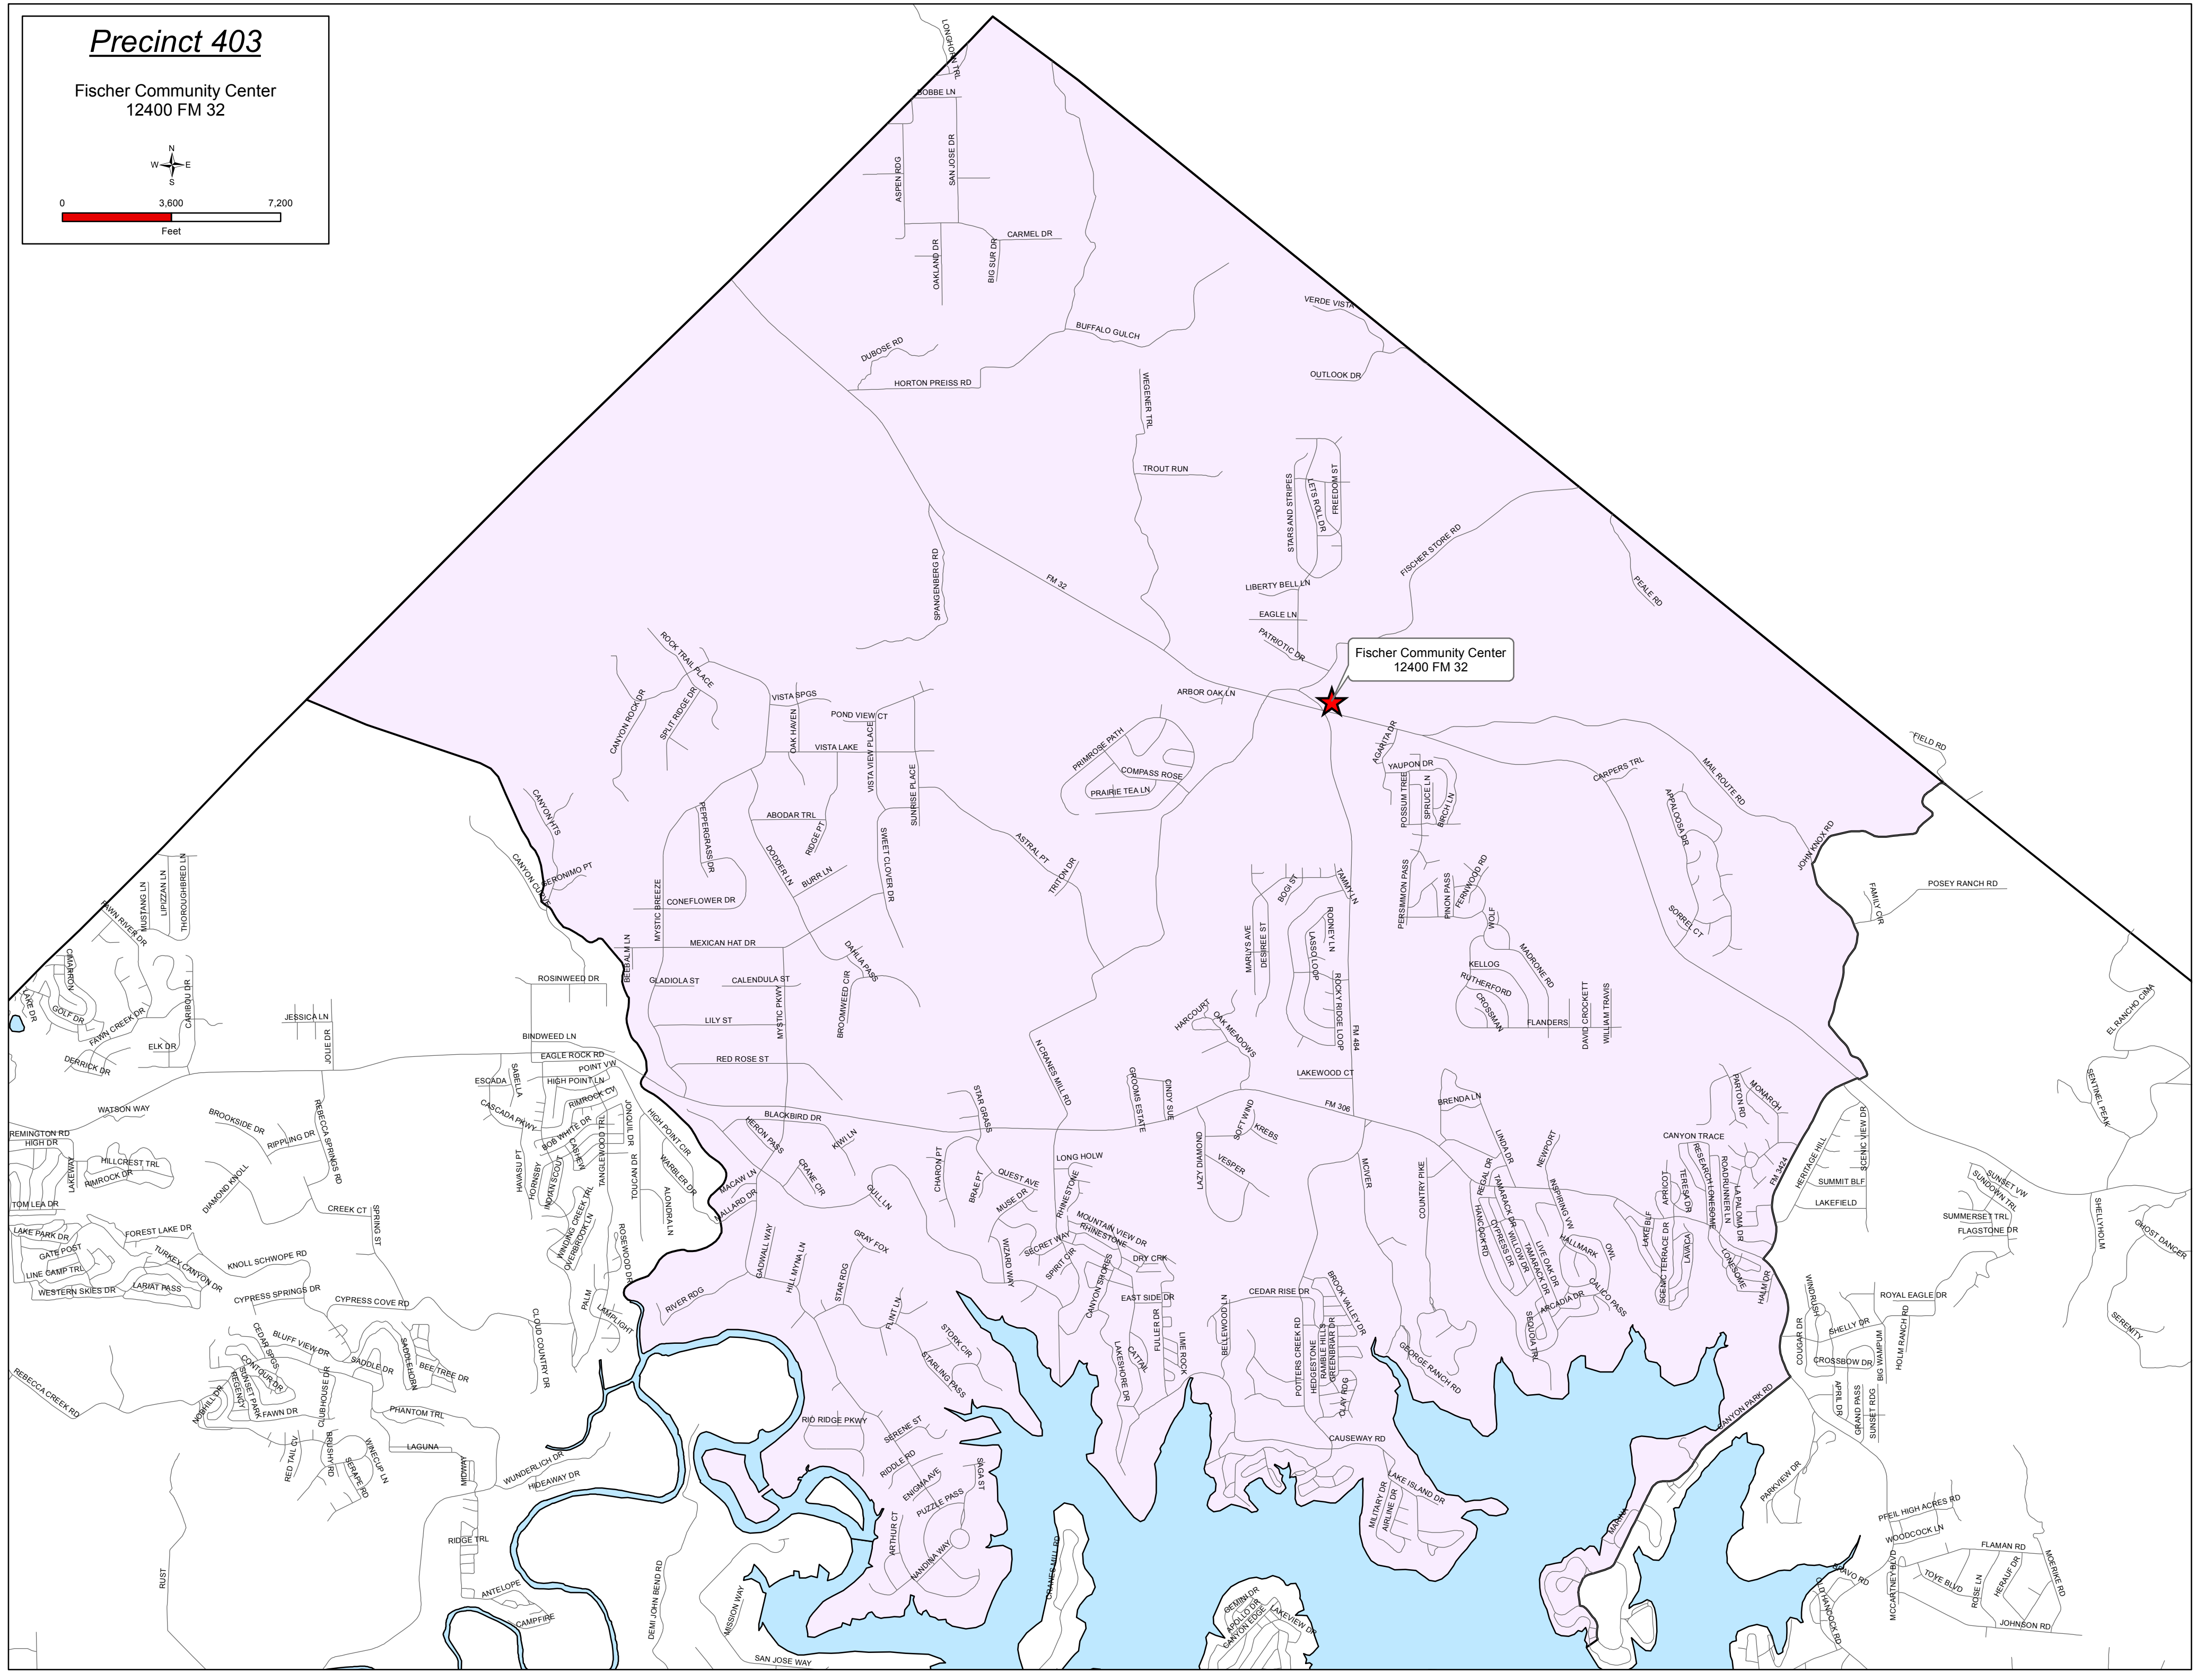 Precinct 403
Fischer Community Center
12400 FM 32
N
W E
S
0 3,600 7,200
Feet
LONGHORN TRL
BOBBE LN
ASPEN RDG
SAN JOSE DR
CARMEL DR
OAKLAND DR
BIG SUR DR
VERDE VISTA
BUFFALO GULCH
DUBOSE RD
HORTON PREISS RD
OUTLOOK DR
WEGENER TRL
TROUT RUN
STARS AND STRIPES
LETS ROLL DR
FREEDOM ST
FISCHER STORE RD
PEALE RD
SPANGENBERG RD
FM 32
LIBERTY BELL LN
EAGLE LN
PATRIOTIC DR
Fischer Community Center
12400 FM 32
ROCK TRAIL PLACE
CANYON ROCK DR
SPLIT RIDGE DR
VISTA SPGS
OAK HAVEN
POND VIEW CT
VISTA LAKE
VISTA VIEW PLACE
SUNRISE PLACE
ARBOR OAK LN
PRIMROSE PATH
COMPASS ROSE
PRAIRIE TEA LN
AGARITA DR
YAUPON DR
POSSUM TREE
SPRUCE LN
BIRCH LN
CARPERS TRL
MAIL ROUTE RD
APPALOOSA DR
FIELD RD
JOHN KNOX RD
CANYON HTS
PEPPERGRASS DR
ABODAR TRL
RIDGE PT
DODDER LN
BURR LN
SWEET CLOVER DR
ASTRAL PT
TRITON DR
CANYON CURVE
GERONIMO PT
MYSTIC BREEZE
CONEFLOWER DR
BOGI ST
TAMMY LN
PERSIMMON PASS
PINON PASS
FERNWOOD RD
WOLF
SORREL CT
FAMILY CIR
POSEY RANCH RD
MUSTANG LN
LIPIZZAN LN
THOROUGHBRED LN
FAWN RIVER DR
CIMARRON
LAKE DR
GOLF DR
FAWN CREEK DR
CARIBOU DR
DERRICK DR
ELK DR
JESSICA LN
JOLIE DR
ROSINWEED DR
BINDWEED LN
BEEBALM LN
MEXICAN HAT DR
GLADIOLA ST
CALENDULA ST
MYSTIC PKWY
BROOMWEED CIR
DAHLIA PASS
LILY ST
RED ROSE ST
MARLYS AVE
DESIREE ST
LASSO LOOP
RODNEY LN
ROCKY RIDGE LOOP
FM 484
HARCOURT
OAK MEADOWS
MADRONE RD
KELLOG
RUTHERFORD
CROSSMAN
FLANDERS
DAVID CROCKETT
WILLIAM TRAVIS
EL RANCHO CIMA
SENTINEL PEAK
N CRANES MILL RD
LAKEWOOD CT
GROOMS ESTATE
CINDY SUE
FM 306
BRENDA LN
PARTON RD
MONARCH
EAGLE ROCK RD
POINT VW
ESCADA
SABELLA
HIGH POINT LN
RIMROCK CV
CASCADA PKWY
BOB WHITE DR
CASHEW
TANGLEWOOD TRL
JONQUIL DR
HIGH POINT CIR
HAVASU PT
HORNSBY
INDIAN SCOUT
TOUCAN DR
WARBLER DR
ALONDRA LN
WINDING CREEK TRL
OVERBROOK LN
ROSEWOOD DR
PALM
LAMPLIGHT
WATSON WAY
REMINGTON RD
HIGH DR
LAKEWAY
HILLCREST TRL
RIMROCK DR
TOM LEA DR
BROOKSIDE DR
RIPPLING DR
REBECCA SPRINGS RD
DIAMOND KNOLL
CREEK CT
SPRING ST
LAKE PARK DR
GATE POST
LINE CAMP TRL
WESTERN SKIES DR
FOREST LAKE DR
TURKEY CANYON DR
LARIAT PASS
KNOLL SCHWOPE RD
CYPRESS SPRINGS DR
CYPRESS COVE RD
BLACKBIRD DR
HERON PASS
KIWI LN
MACAW LN
MALLARD DR
CRANE CIR
GULL LN
STAR GRASS
CHARON PT
BRAE PT
QUEST AVE
MUSE DR
LONG HOLW
RHINESTONE
MOUNTAIN VIEW DR
RHINESTONE
SECRET WAY
SPIRIT CIR
DRY CRK
WIZARD WAY
CANYON SHORES
EAST SIDE DR
LAKESHORE DR
CATTAIL
FULLER DR
LIME ROCK
LAZY DIAMOND
SOFT WIND
KREBS
VESPER
MCIVER
COUNTRY PIKE
LINDA DR
NEWPORT
REGAL DR
HANCOCK RD
TAMARACK DR
CYPRESS DR
WILLOW DR
TAMARACK DR
LIVE OAK DR
INSPIRING VW
HALLMARK
OWL
CALICO PASS
ARCADIA DR
SEQUOIA TRL
LAKE BLF
APRICOT
TERESA DR
SCENIC TERRACE DR
LAVACA
CANYON TRACE
RESEARCH LONESOME
ROADRUNNER LN
LA PALOMA DR
LONESOME
HALM DR
FM 3424
HERITAGE HILL
SCENIC VIEW DR
SUMMIT BLF
LAKEFIELD
SUNSET VW
SUNDOWN TRL
SUMMERSET TRL
FLAGSTONE DR
SHELLYHOLM
GHOST DANCER
SERENITY
GADWALL WAY
HILL MYNA LN
GRAY FOX
STAR RDG
RIVER RDG
FLINT LN
STORK CIR
STARLING PASS
RIO RIDGE PKWY
SERENE ST
RIDDLE RD
ENIGMA AVE
PUZZLE PASS
SAGA ST
ARTHUR CT
NANDINA WAY
BELLEWOOD LN
CEDAR RISE DR
BROOK VALLEY DR
POTTERS CREEK RD
HEDGESTONE
RAMBLE HILLS
GREENBRIAR DR
CLAY RDG
GEORGE RANCH RD
CAUSEWAY RD
LAKE ISLAND DR
MILITARY DR
AIRLINE DR
CANYON PARK RD
MARINA
WINDRUSH
COUGAR DR
SHELLY DR
ROYAL EAGLE DR
HOLM RANCH RD
BIG WAMPUM
CROSSBOW DR
APRIL DR
GRAND PASS
SUNSET RDG
PARKVIEW DR
PFEIL HIGH ACRES RD
WOODCOCK LN
MCCARTNEY BLVD
BRAVO RD
OLD HANCOCK RD
FLAMAN RD
TOYE BLVD
ROSE LN
HERAUF DR
MOERIKE RD
JOHNSON RD
CLOUD COUNTRY DR
CEDAR SPGS
BLUFF VIEW DR
CONTOUR DR
SUNSET PARK
REGENCY
NOB HILL DR
FAWN DR
SADDLE DR
SADDLEHORN
BEE TREE DR
CLUBHOUSE DR
PHANTOM TRL
LAGUNA
MIDWAY
RED TAIL CV
BRUSHY RD
WINECUP LN
SERAPE RD
WUNDERLICH DR
HIDEAWAY DR
REBECCA CREEK RD
RUST
RIDGE TRL
ANTELOPE
CAMPFIRE
DEMI JOHN BEND RD
MISSION WAY
SAN JOSE WAY
CRANES MILL RD
GEMINI DR
APOLLO DR
CANYON EDGE
LAKEVIEW DR